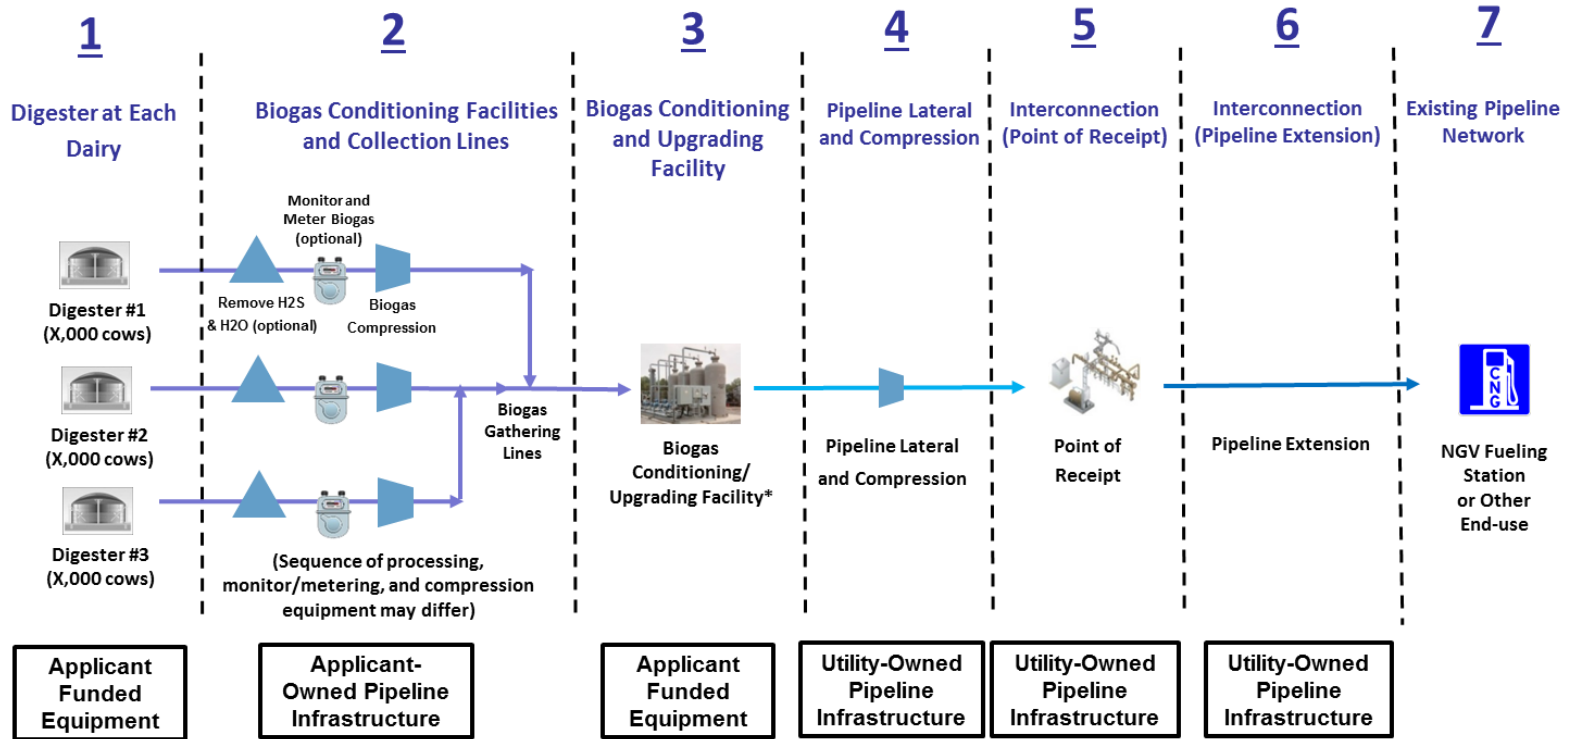 1
2
3
4
5
6
7
Digester at Each
Dairy
Biogas Conditioning Facilities
and Collection Lines
Biogas Conditioning
and Upgrading
Facility
Pipeline Lateral
and Compression
Interconnection
(Point of Receipt)
Interconnection
(Pipeline Extension)
Existing Pipeline
Network
Monitor and
Meter Biogas
(optional)
Digester #1
(X,000 cows)
Remove H2S
& H2O (optional)
Biogas
Compression
Digester #2
(X,000 cows)
Biogas
Gathering
Lines
Digester #3
(X,000 cows)
(Sequence of processing,
monitor/metering, and compression
equipment may differ)
Biogas
Conditioning/
Upgrading Facility*
Pipeline Lateral
and Compression
Point of
Receipt
Pipeline Extension
CNG
NGV Fueling
Station
or Other
End-use
Applicant
Funded
Equipment
Applicant-
Owned Pipeline
Infrastructure
Applicant
Funded
Equipment
Utility-Owned
Pipeline
Infrastructure
Utility-Owned
Pipeline
Infrastructure
Utility-Owned
Pipeline
Infrastructure